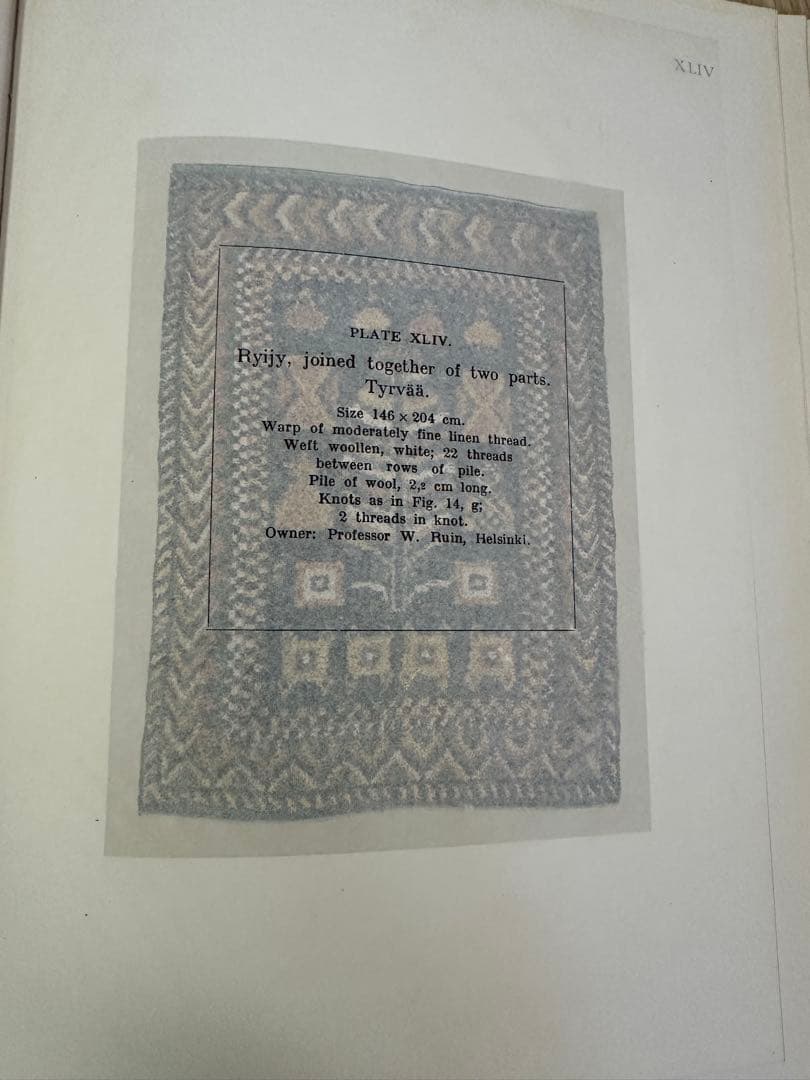 XLIV
PLATE XLIV.
Ryijy, joined together of two parts.
Tyrvää.
Size 146 × 204 cm.
Warp of moderately fine linen thread.
Weft woollen, white; 22 threads
between rows of pile.
Pile of wool, 2,2 cm long.
Knots as in Fig. 14, g;
2 threads in knot.
Owner: Professor W. Ruin, Helsinki.